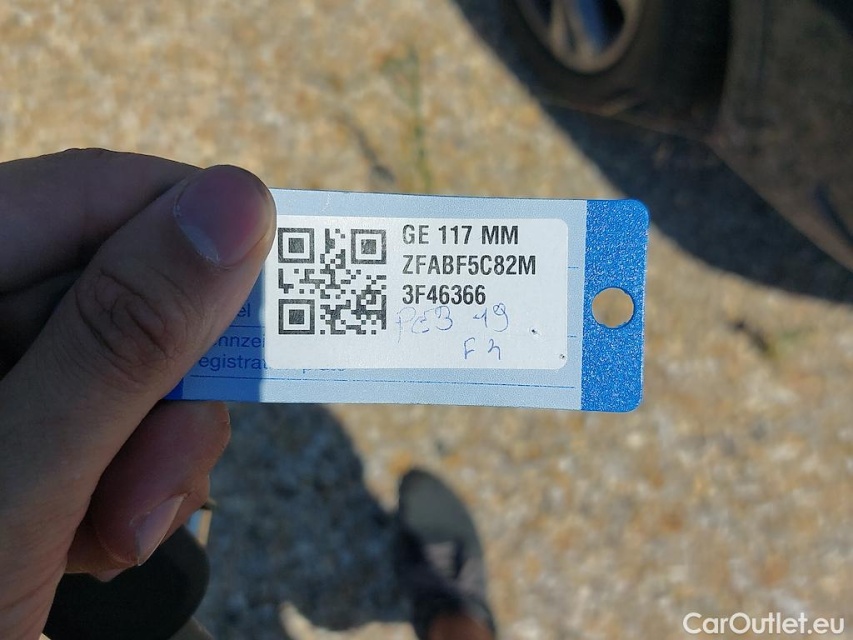 GE 117 MM
ZFABF5C82M
3F46366
F
CarOutlet.eu